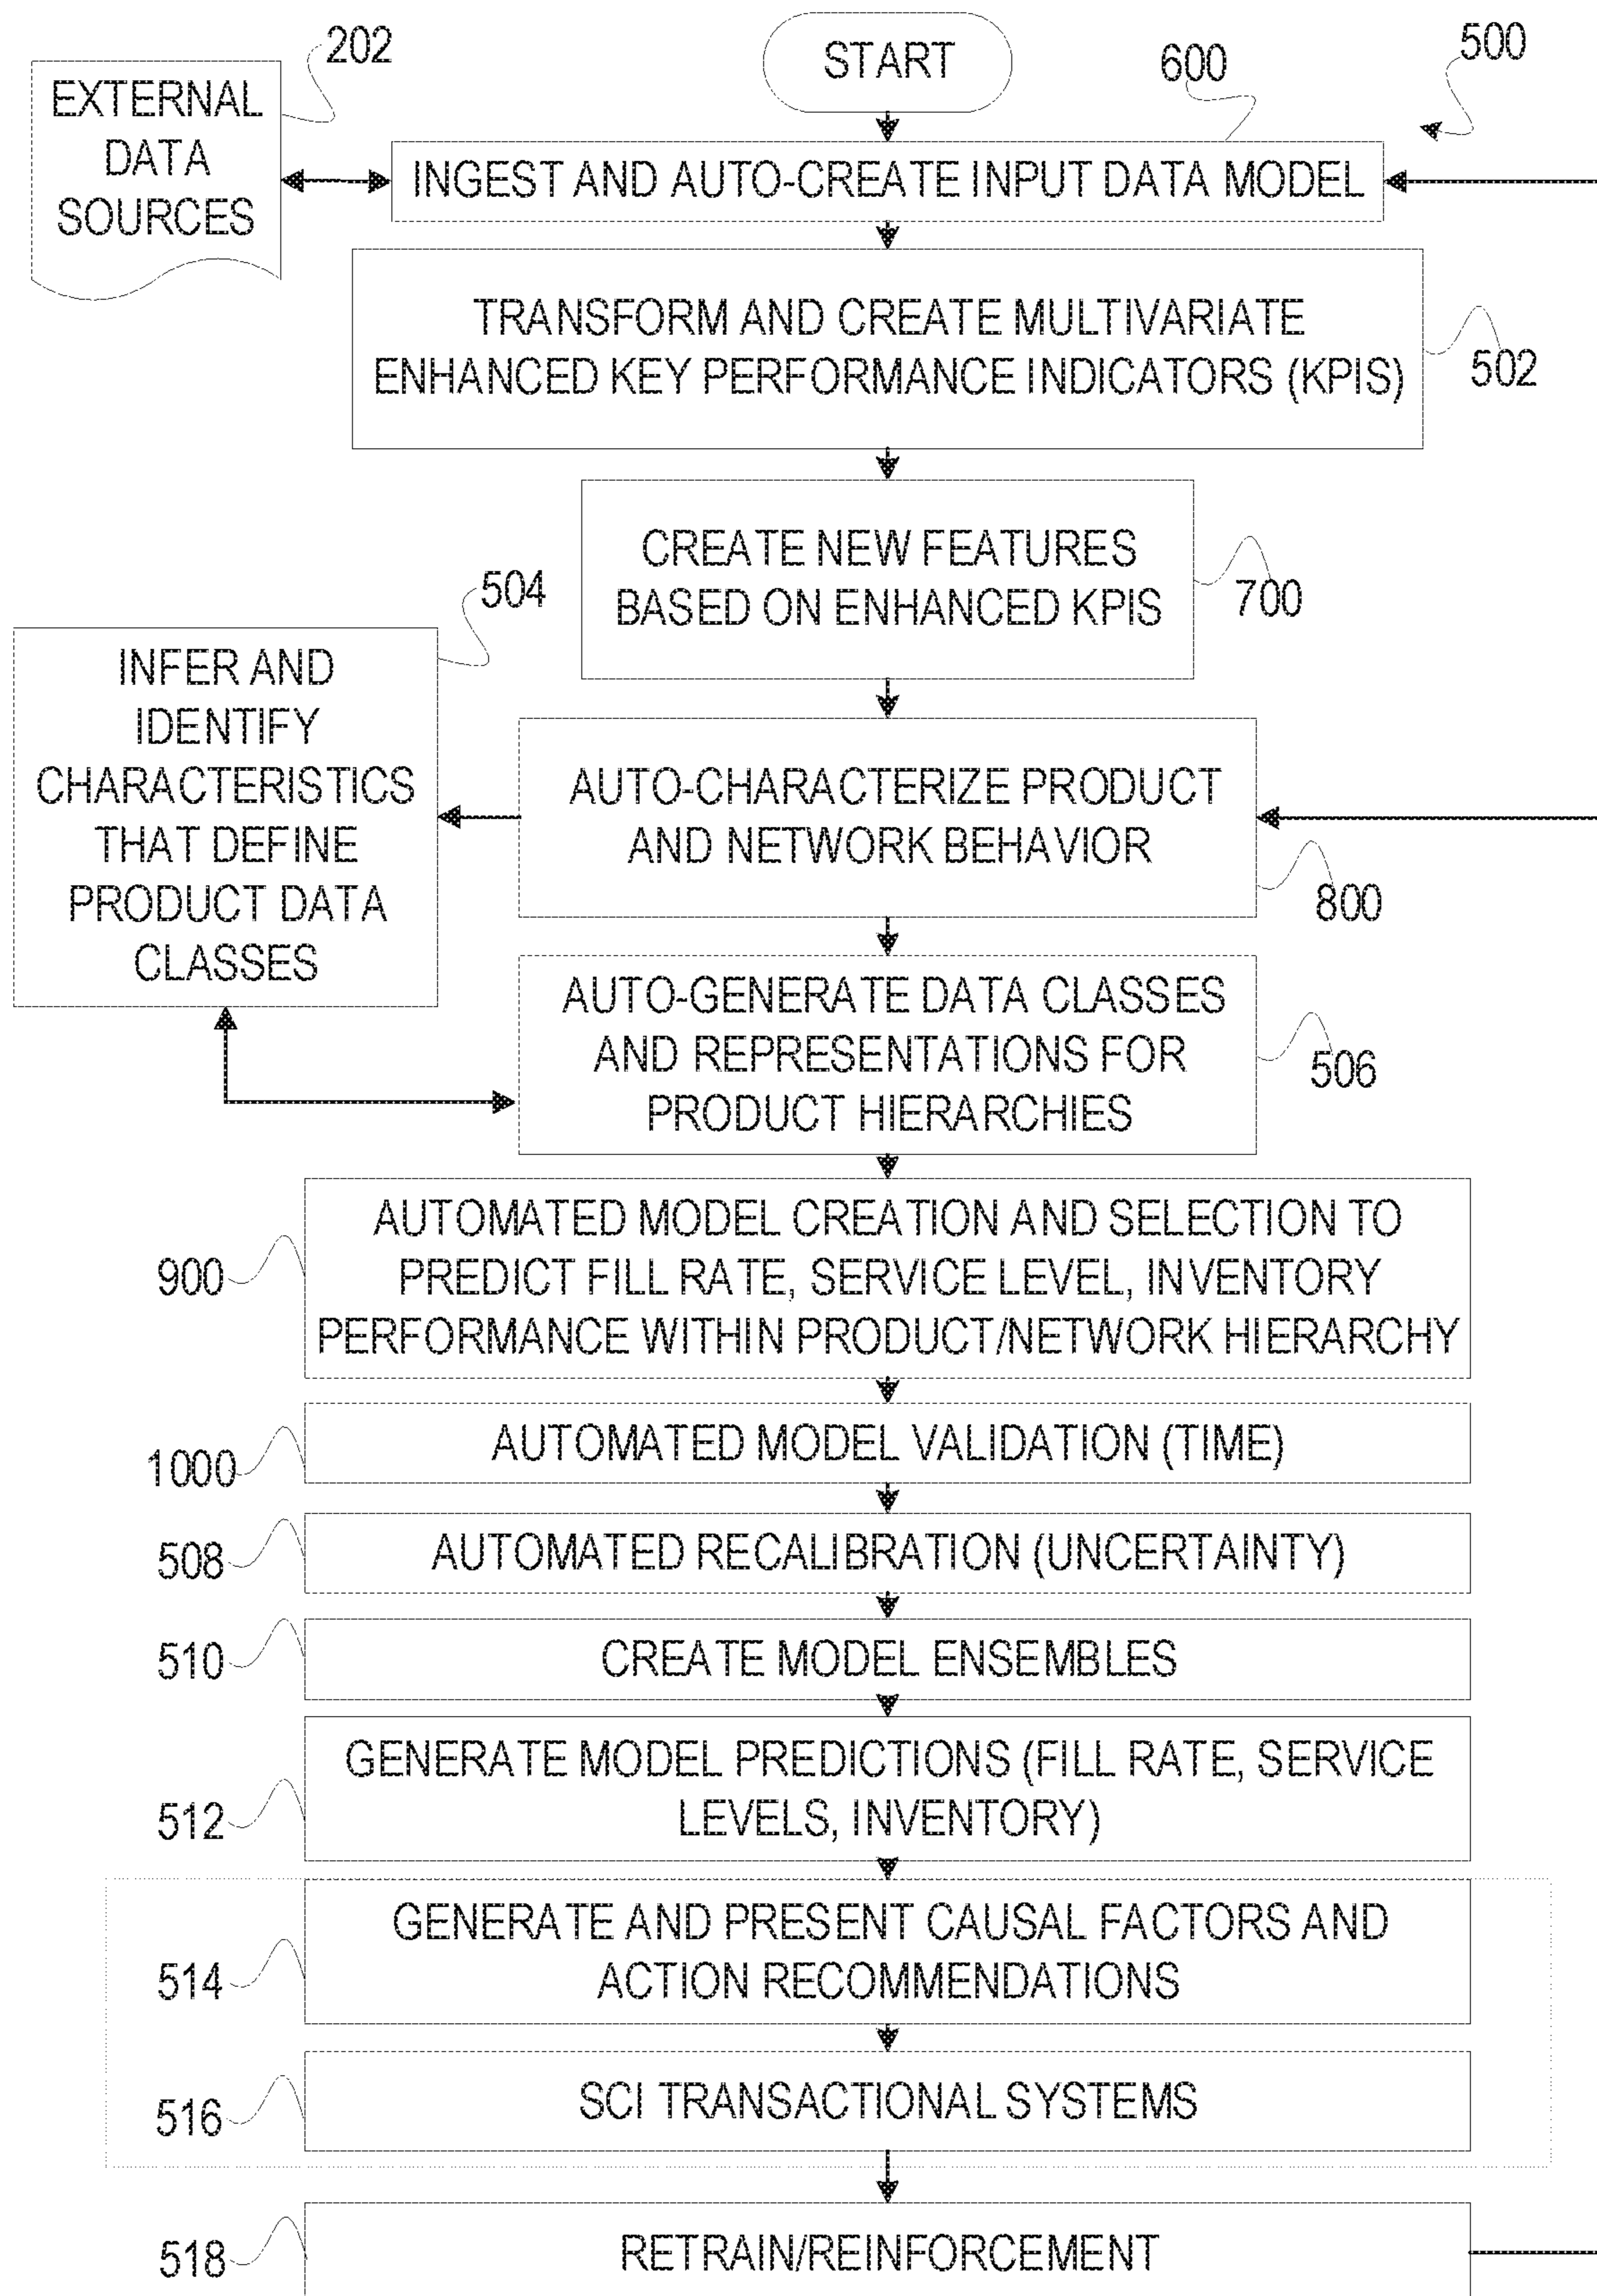 START
202
600
500
EXTERNAL
DATA
SOURCES
INGEST AND AUTO-CREATE INPUT DATA MODEL
TRANSFORM AND CREATE MULTIVARIATE
ENHANCED KEY PERFORMANCE INDICATORS (KPIS)
502
CREATE NEW FEATURES
BASED ON ENHANCED KPIS
700
504
INFER AND
IDENTIFY
CHARACTERISTICS
THAT DEFINE
PRODUCT DATA
CLASSES
AUTO-CHARACTERIZE PRODUCT
AND NETWORK BEHAVIOR
800
AUTO-GENERATE DATA CLASSES
AND REPRESENTATIONS FOR
PRODUCT HIERARCHIES
506
AUTOMATED MODEL CREATION AND SELECTION TO
PREDICT FILL RATE, SERVICE LEVEL, INVENTORY
PERFORMANCE WITHIN PRODUCT/NETWORK HIERARCHY
900
AUTOMATED MODEL VALIDATION (TIME)
1000
AUTOMATED RECALIBRATION (UNCERTAINTY)
508
CREATE MODEL ENSEMBLES
510
GENERATE MODEL PREDICTIONS (FILL RATE, SERVICE
LEVELS, INVENTORY)
512
GENERATE AND PRESENT CAUSAL FACTORS AND
ACTION RECOMMENDATIONS
514
SCI TRANSACTIONAL SYSTEMS
516
RETRAIN/REINFORCEMENT
518